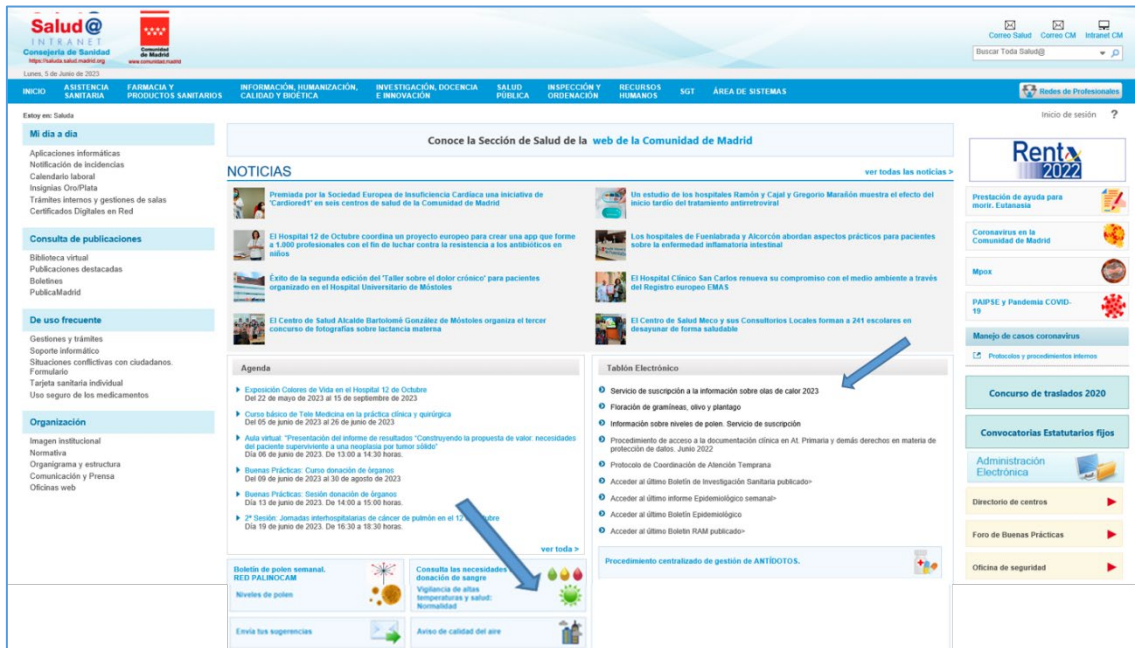 Salud@
INTRANET
Consejería de Sanidad
https://saluda.salud.madrid.org
Comunidad
de Madrid
www.comunidad.madrid
Lunes, 5 de Junio de 2023
Correo Salud Correo CM Intranet CM
Buscar Toda Salud@
INICIO
ASISTENCIA
SANITARIA
FARMACIA Y
PRODUCTOS SANITARIOS
INFORMACIÓN, HUMANIZACIÓN,
CALIDAD Y BIOÉTICA
INVESTIGACIÓN, DOCENCIA
E INNOVACIÓN
SALUD
PÚBLICA
INSPECCIÓN Y
ORDENACIÓN
RECURSOS
HUMANOS
SGT
ÁREA DE SISTEMAS
Redes de Profesionales
Estoy en: Saluda
Inicio de sesión ?
Mi día a día
Aplicaciones informáticas
Notificación de incidencias
Calendario laboral
Insignias Oro/Plata
Trámites internos y gestiones de salas
Certificados Digitales en Red
Consulta de publicaciones
Biblioteca virtual
Publicaciones destacadas
Boletines
PublicaMadrid
De uso frecuente
Gestiones y trámites
Soporte informático
Situaciones conflictivas con ciudadanos.
Formulario
Tarjeta sanitaria individual
Uso seguro de los medicamentos
Organización
Imagen institucional
Normativa
Organigrama y estructura
Comunicación y Prensa
Oficinas web
Conoce la Sección de Salud de la web de la Comunidad de Madrid
NOTICIAS
ver todas las noticias >
Premiada por la Sociedad Europea de Insuficiencia Cardíaca una iniciativa de
'Cardiored1' en seis centros de salud de la Comunidad de Madrid
Un estudio de los hospitales Ramón y Cajal y Gregorio Marañón muestra el efecto del
inicio tardío del tratamiento antirretroviral
El Hospital 12 de Octubre coordina un proyecto europeo para crear una app que forme
a 1.000 profesionales con el fin de luchar contra la resistencia a los antibióticos en
niños
Los hospitales de Fuenlabrada y Alcorcón abordan aspectos prácticos para pacientes
sobre la enfermedad inflamatoria intestinal
Éxito de la segunda edición del 'Taller sobre el dolor crónico' para pacientes
organizado en el Hospital Universitario de Móstoles
El Hospital Clínico San Carlos renueva su compromiso con el medio ambiente a través
del Registro europeo EMAS
El Centro de Salud Alcalde Bartolomé González de Móstoles organiza el tercer
concurso de fotografías sobre lactancia materna
El Centro de Salud Meco y sus Consultorios Locales forman a 241 escolares en
desayunar de forma saludable
Agenda
Exposición Colores de Vida en el Hospital 12 de Octubre
Del 22 de mayo de 2023 al 15 de septiembre de 2023
Curso básico de Tele Medicina en la práctica clínica y quirúrgica
Del 05 de junio de 2023 al 26 de junio de 2023
Aula virtual: "Presentación del informe de resultados "Construyendo la propuesta de valor: necesidades
del paciente superviviente a una neoplasia por tumor sólido"
Día 06 de junio de 2023. De 13:00 a 14:30 horas.
Buenas Prácticas: Curso donación de órganos
Del 09 de junio de 2023 al 30 de agosto de 2023
Buenas Prácticas: Sesión donación de órganos
Día 13 de junio de 2023. De 14:00 a 15:00 horas.
2ª Sesión: Jornadas interhospitalarias de cáncer de pulmón en el 12
Día 19 de junio de 2023. De 16:30 a 18:30 horas.
ver toda >
Tablón Electrónico
Servicio de suscripción a la información sobre olas de calor 2023
Floración de gramíneas, olivo y plantago
Información sobre niveles de polen. Servicio de suscripción
Procedimiento de acceso a la documentación clínica en At. Primaria y demás derechos en materia de
protección de datos. Junio 2022
Protocolo de Coordinación de Atención Temprana
Acceder al último Boletín de Investigación Sanitaria publicado>
Acceder al último informe Epidemiológico semanal>
Acceder al último Boletín Epidemiológico
Acceder al último Boletin RAM publicado>
Boletín de polen semanal.
RED PALINOCAM
Niveles de polen
Consulta las necesidades
donación de sangre
Vigilancia de altas
temperaturas y salud:
Normalidad
Envía tus sugerencias
Aviso de calidad del aire
Procedimiento centralizado de gestión de ANTÍDOTOS.
Renta
2022
Prestación de ayuda para
morir. Eutanasia
Coronavirus en la
Comunidad de Madrid
Mpox
PAIPSE y Pandemia COVID-
19
Manejo de casos coronavirus
Protocolos y procedimientos internos
Concurso de traslados 2020
Convocatorias Estatutarios fijos
Administración
Electrónica
Directorio de centros
Foro de Buenas Prácticas
Oficina de seguridad